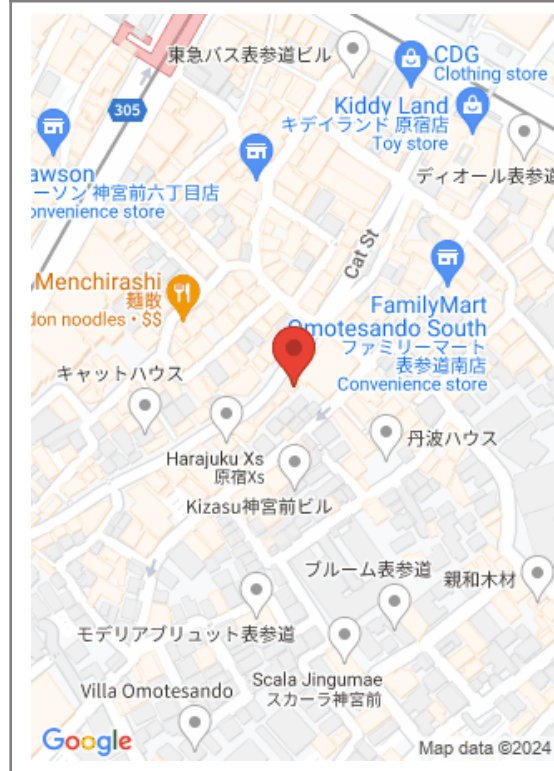 東急バス表参道ビル
CDG
Clothing store
305
Kiddy Land
キデイランド 原宿店
Toy store
awson
ーソン 神宮前六丁目店
onvenience store
ディオール表参道
Cat St
Menchirashi
麺散
don noodles・$$
FamilyMart
Omotesando South
ファミリーマート
表参道南店
Convenience store
キャットハウス
Harajuku Xs
原宿Xs
丹波ハウス
Kizasu神宮前ビル
ブルーム表参道
親和木材
モデリアブリュット表参道
Scala Jingumae
スカーラ神宮前
Villa Omotesando
Google
Map data ©2024